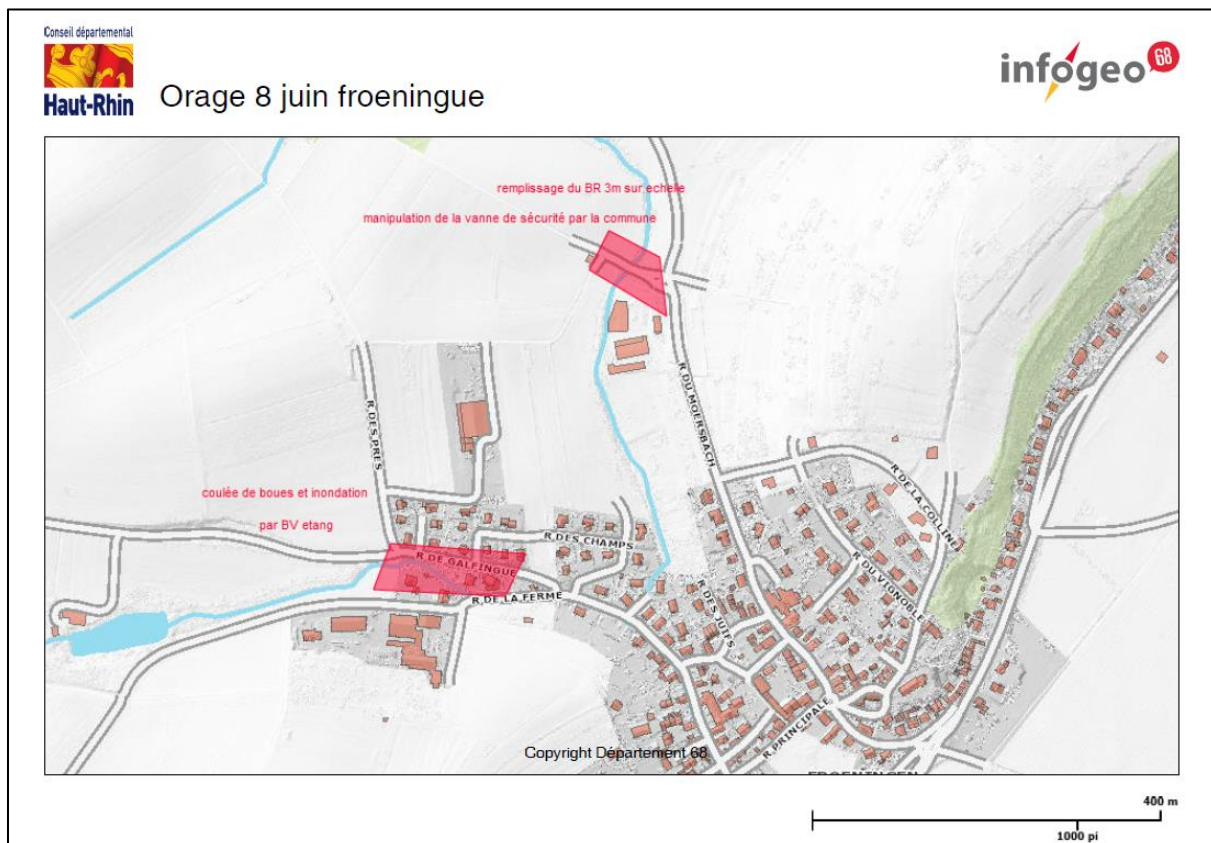 Conseil départemental
Haut-Rhin
Orage 8 juin froeningue
infogeo 68
remplissage du BR 3m sur echelle
manipulation de la vanne de sécurité par la commune
R DU MOERSBACH
R DES PRES
coulée de boues et inondation
par BV etang
R DE LA COLLINE
R DES CHAMPS
R DE GALFINGUE
R DE LA FERME
R DU VIGNOBLE
R DES JUIFS
R PRINCIPALE
Copyright Département 68
FROENINGEN
400 m
1000 pi